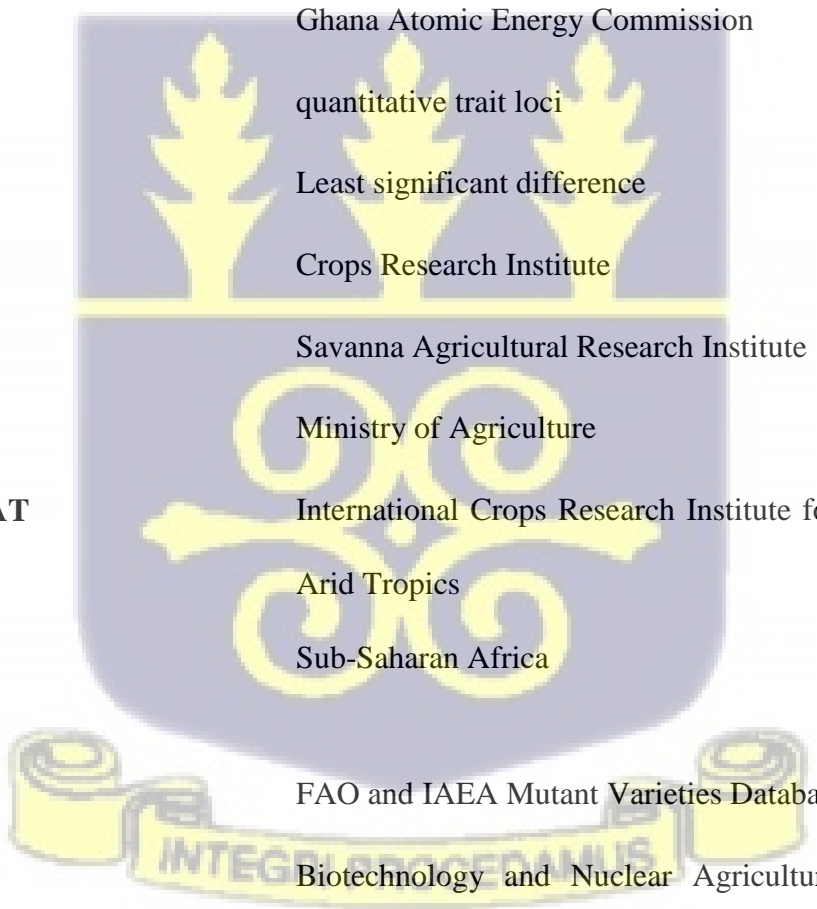 Ghana Atomic Energy Commission
quantitative trait loci
Least significant difference
Crops Research Institute
Savanna Agricultural Research Institute
Ministry of Agriculture
AT International Crops Research Institute fo
Arid Tropics
Sub-Saharan Africa
FAO and IAEA Mutant Varieties Databa
INTEGRI PROCEDAMUS
Biotechnology and Nuclear Agricultur